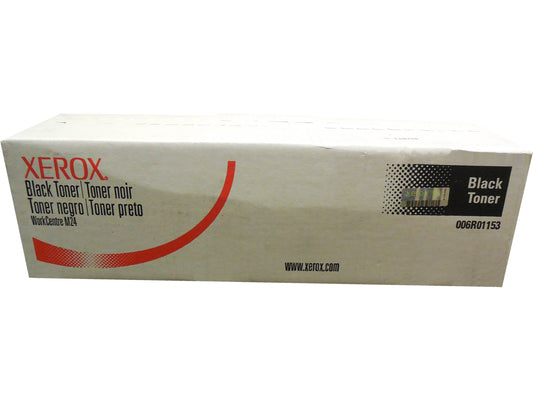 XEROX.
Black Toner | Toner noir
Toner negro | Toner preto
WorkCentre M24
Black
Toner
006R01153
www.xerox.com